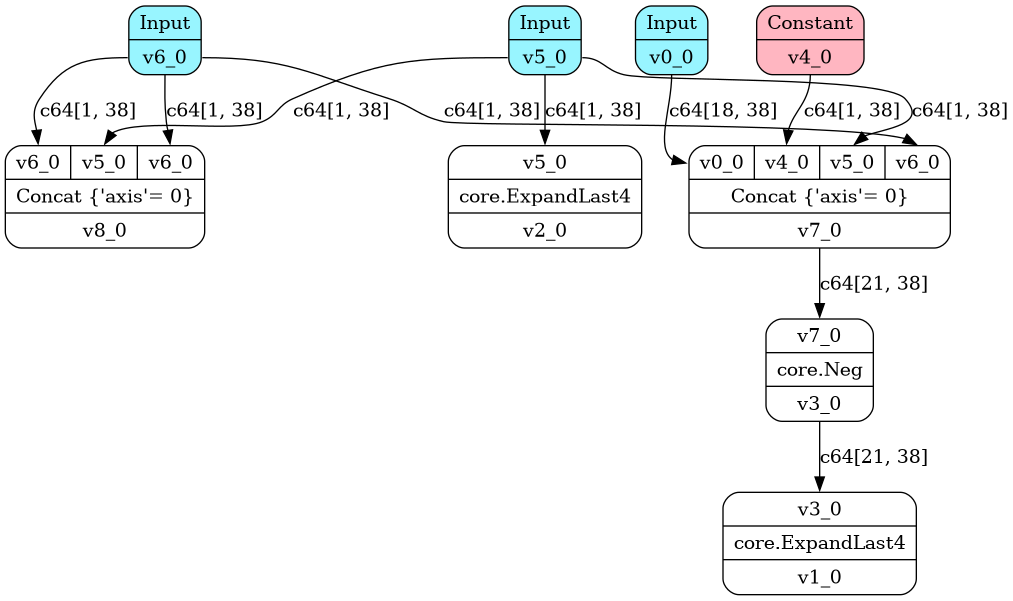 Input
v6_0
Input
v5_0
Input
v0_0
Constant
v4_0
c64[1, 38]
c64[1, 38]
c64[1, 38]
c64[1, 38]
c64[1, 38]
c64[18, 38]
c64[1, 38]
c64[1, 38]
v6_0 v5_0 v6_0
Concat {'axis'= 0}
v8_0
v5_0
core.ExpandLast4
v2_0
v0_0 v4_0 v5_0 v6_0
Concat {'axis'= 0}
v7_0
c64[21, 38]
v7_0
core.Neg
v3_0
c64[21, 38]
v3_0
core.ExpandLast4
v1_0